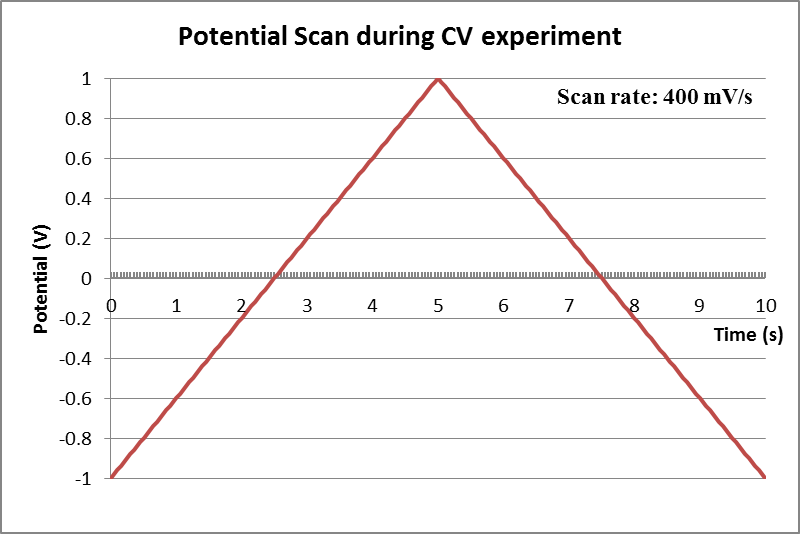 Potential Scan during CV experiment
Scan rate: 400 mV/s
1
0.8
0.6
0.4
0.2
0
-0.2
-0.4
-0.6
-0.8
-1
Potential (V)
0 1 2 3 4 5 6 7 8 9 10
Time (s)